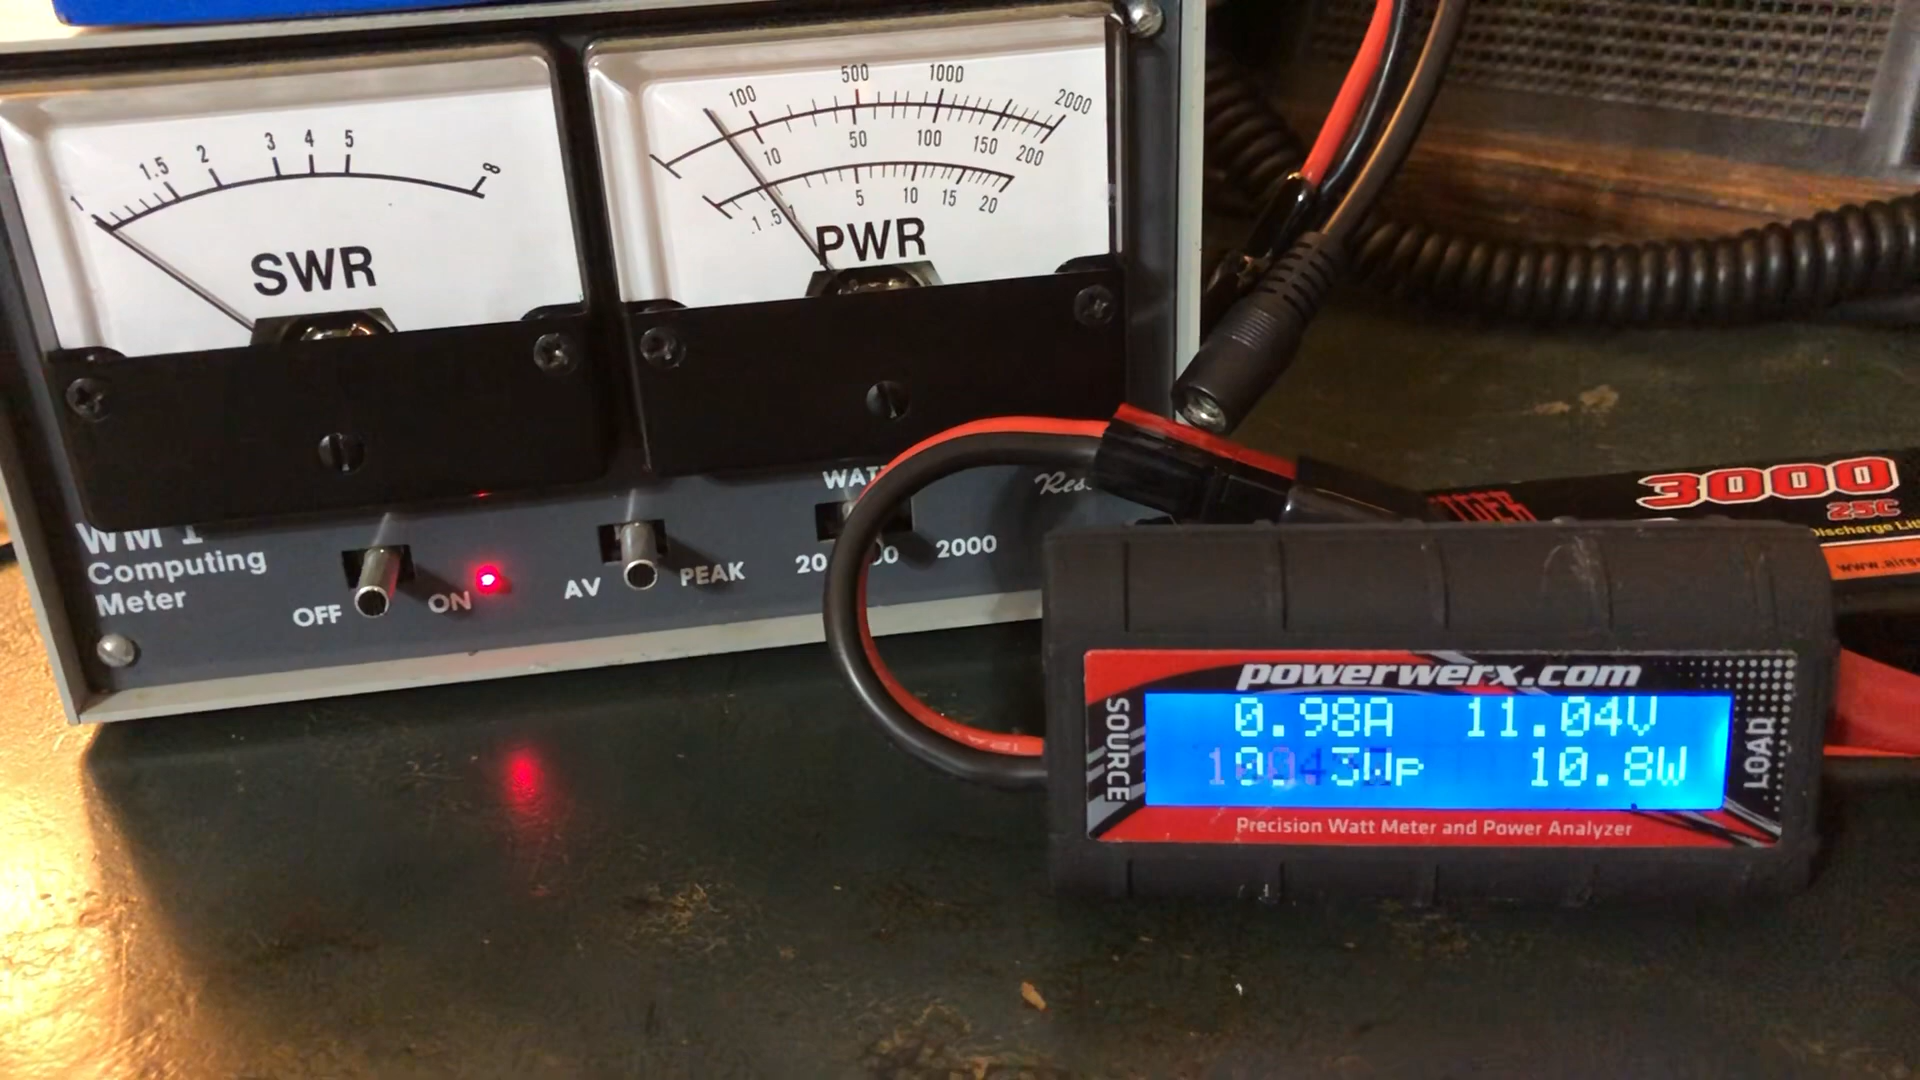 1 1.5 2 3 4 5 ∞
SWR
100 500 1000 2000
10 50 100 150 200
.1 .5 1 5 10 15 20
PWR
WM 1
Computing
Meter
OFF ON
AV PEAK
20 2000
3000
25C
powerwerx.com
SOURCE
0.98A 11.04V
10.8W
LOAD
Precision Watt Meter and Power Analyzer